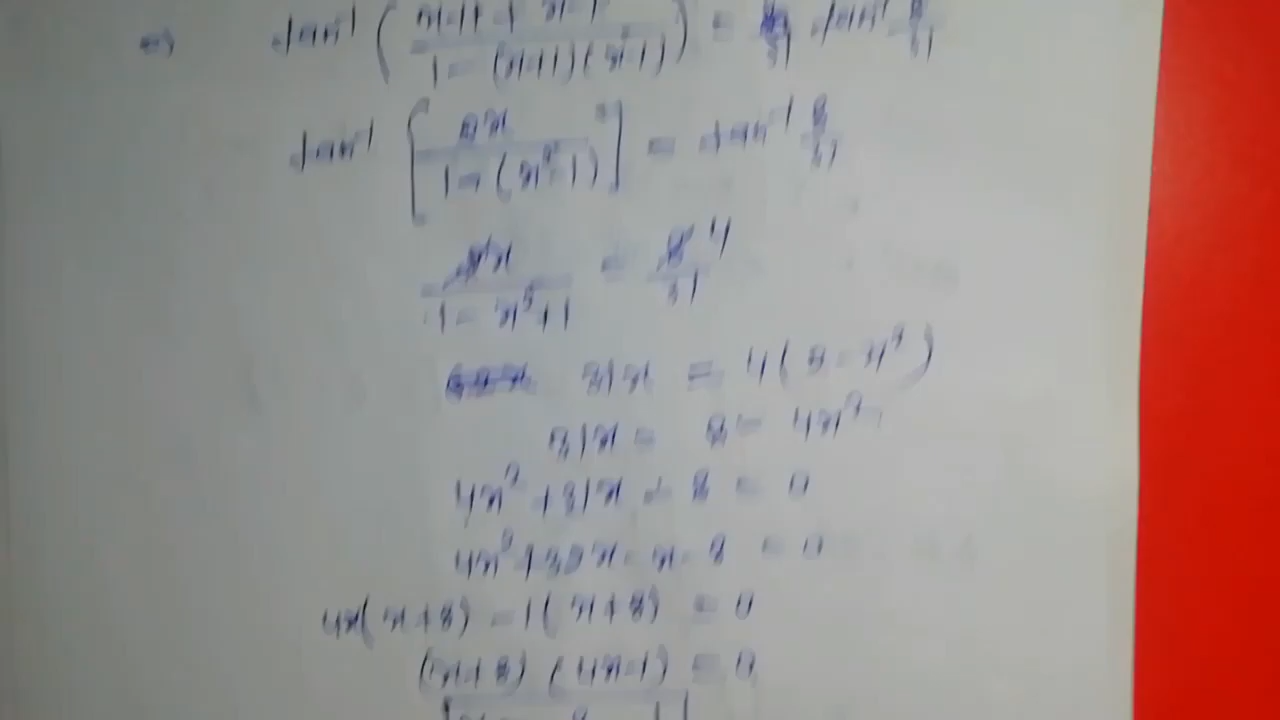 ⇒ tan⁻¹ ( x+1 + x-1 / 1 - (x+1)(x-1) ) = tan⁻¹ 8/31
tan⁻¹ [ 2x / 1 - (x²-1) ] = tan⁻¹ 8/31
2x / 1 - x² + 1 = 8 4 / 31
31x = 4(2 - x²)
31x = 8 - 4x²
4x² + 31x - 8 = 0
4x² + 32x - x - 8 = 0
4x(x+8) - 1(x+8) = 0
(x+8) (4x-1) = 0